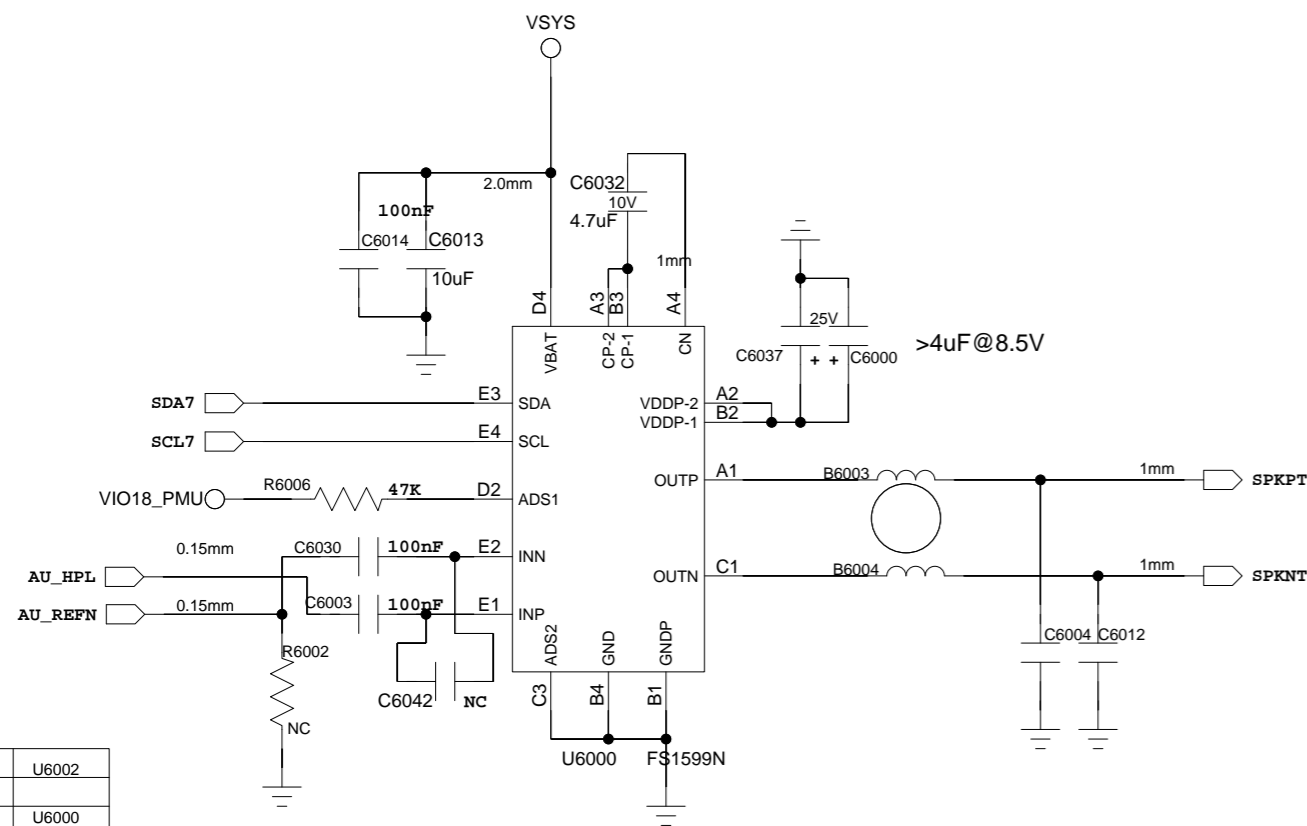 VSYS
2.0mm
100nF
C6014
C6013
10uF
C6032
10V
4.7uF
1mm
D4
A3
B3
A4
VBAT
CP-2
CP-1
CN
25V
C6037
+ +
C6000
>4uF@8.5V
SDA7
E3
SDA
VDDP-2
A2
VDDP-1
B2
SCL7
E4
SCL
VIO18_PMU
R6006
47K
D2
ADS1
OUTP
A1
B6003
1mm
SPKPT
0.15mm
C6030
100nF
E2
INN
AU_HPL
OUTN
C1
B6004
1mm
SPKNT
AU_REFN
0.15mm
C6003
100nF
E1
INP
R6002
NC
C6042
NC
ADS2
GND
GNDP
C3
B4
B1
C6004
C6012
U6000
FS1599N
U6002
U6000